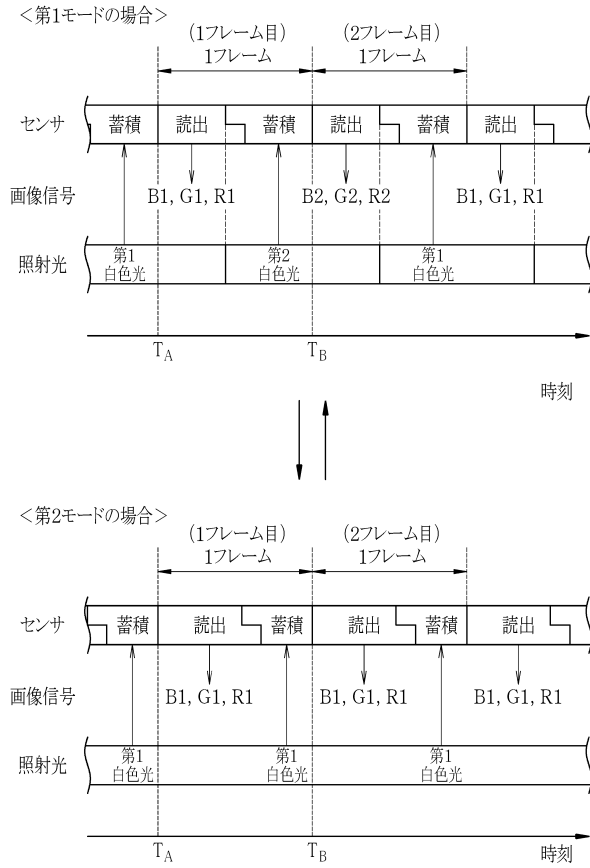 ＜第1モードの場合＞
(1フレーム目) (2フレーム目)
1フレーム 1フレーム
センサ 蓄積 読出 蓄積 読出 蓄積 読出
画像信号 B1, G1, R1 B2, G2, R2 B1, G1, R1
照射光 第1 第2 第1
白色光 白色光 白色光
TA TB
時刻
＜第2モードの場合＞
(1フレーム目) (2フレーム目)
1フレーム 1フレーム
センサ 蓄積 読出 蓄積 読出 蓄積 読出
画像信号 B1, G1, R1 B1, G1, R1 B1, G1, R1
照射光 第1 第1 第1
白色光 白色光 白色光
TA TB 時刻